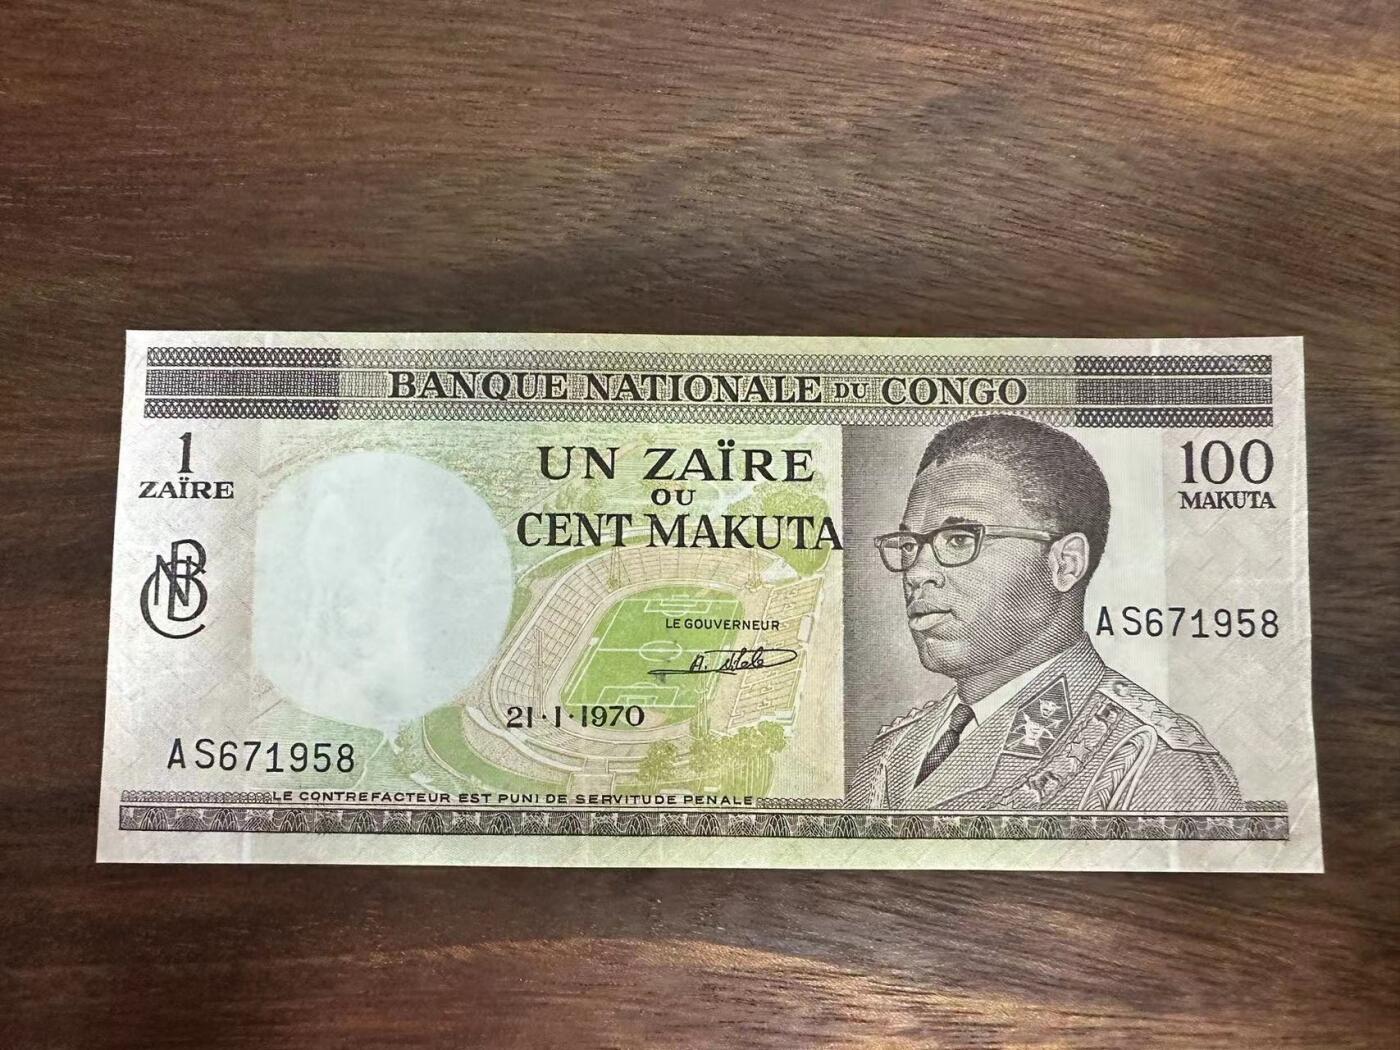 BANQUE NATIONALE DU CONGO
1
ZAÏRE
UN ZAÏRE
OU
CENT MAKUTA
100
MAKUTA
BNC
LE GOUVERNEUR
AS671958
21·1·1970
AS671958
LE CONTREFACTEUR EST PUNI DE SERVITUDE PENALE